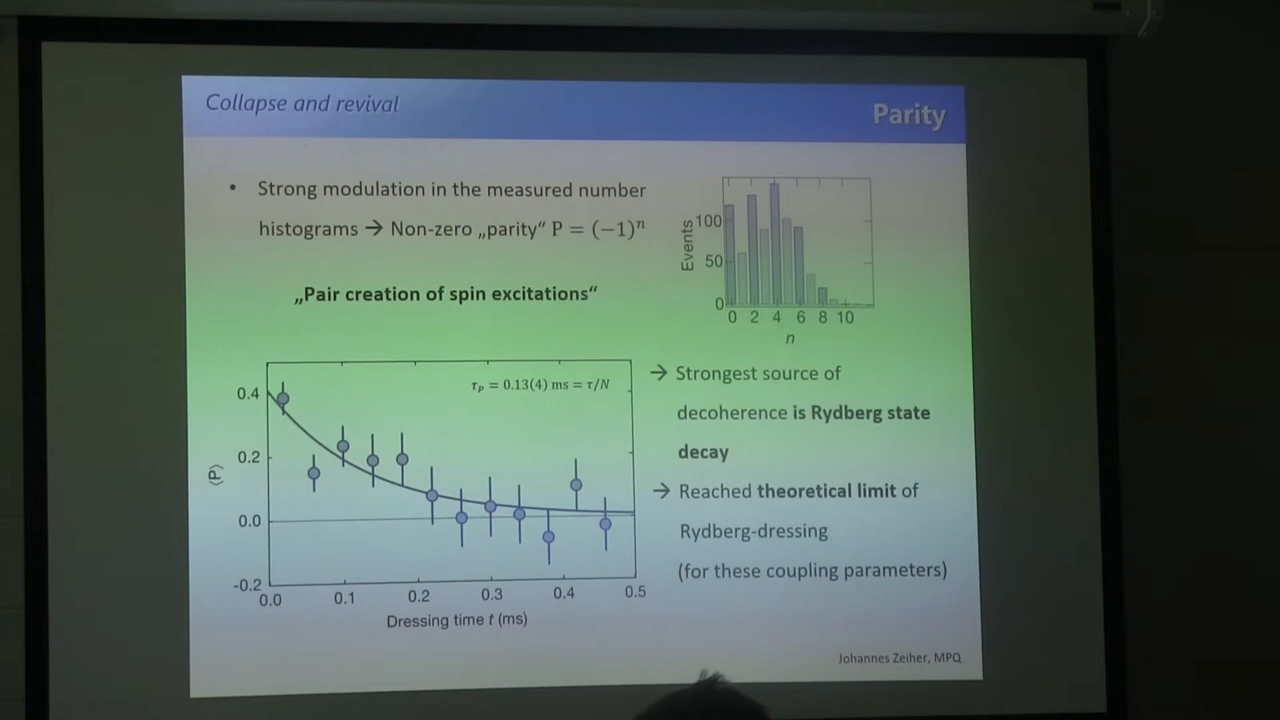 Collapse and revival
Parity
• Strong modulation in the measured number
histograms → Non-zero „parity“ P = (−1)ⁿ
„Pair creation of spin excitations“
Events
100
50
0
0 2 4 6 8 10
n
τ_P = 0.13(4) ms = τ/N
⟨P⟩
0.4
0.2
0.0
-0.2
0.0 0.1 0.2 0.3 0.4 0.5
Dressing time t (ms)
→ Strongest source of
decoherence is Rydberg state
decay
→ Reached theoretical limit of
Rydberg-dressing
(for these coupling parameters)
Johannes Zeiher, MPQ